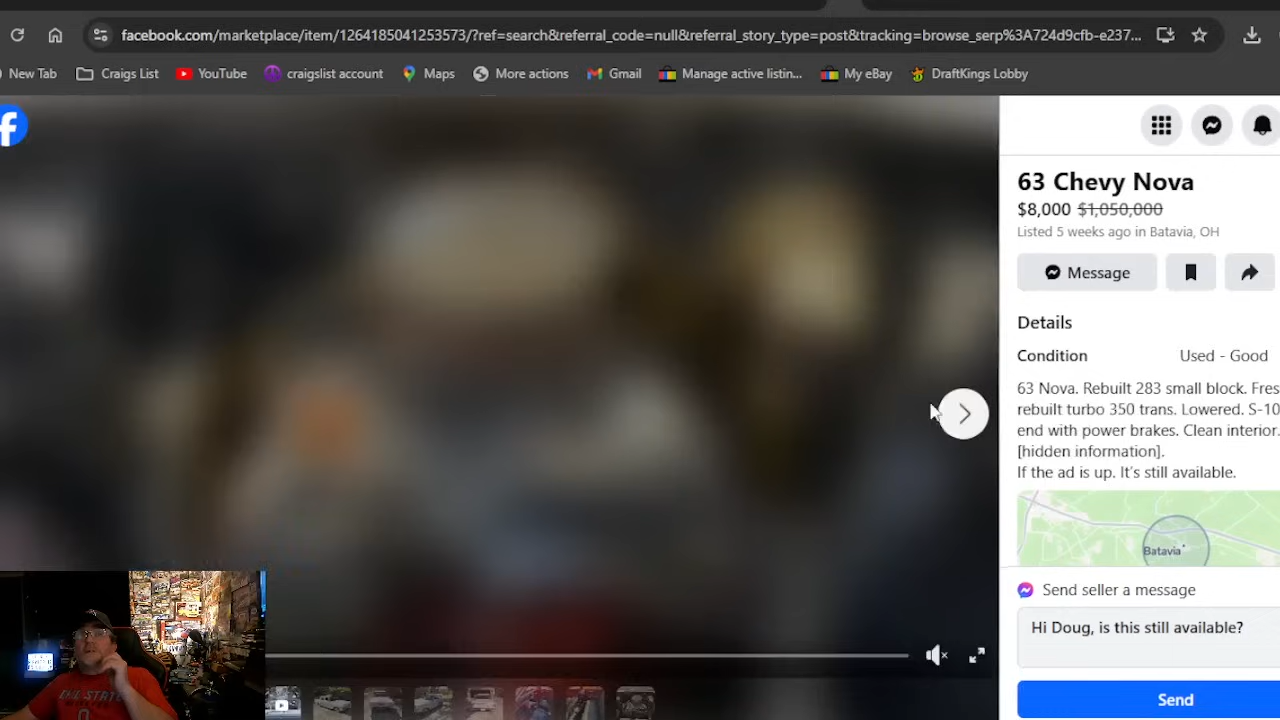 facebook.com/marketplace/item/1264185041253573/?ref=search&referral_code=null&referral_story_type=post&tracking=browse_serp%3A724d9cfb-e237...
New Tab
Craigs List
YouTube
craigslist account
Maps
More actions
Gmail
Manage active listin...
My eBay
DraftKings Lobby
63 Chevy Nova
$8,000 $1,050,000
Listed 5 weeks ago in Batavia, OH
Message
Details
Condition Used - Good
63 Nova. Rebuilt 283 small block. Fres
rebuilt turbo 350 trans. Lowered. S-10
end with power brakes. Clean interior.
[hidden information].
If the ad is up. It's still available.
Batavia
Send seller a message
Hi Doug, is this still available?
Send